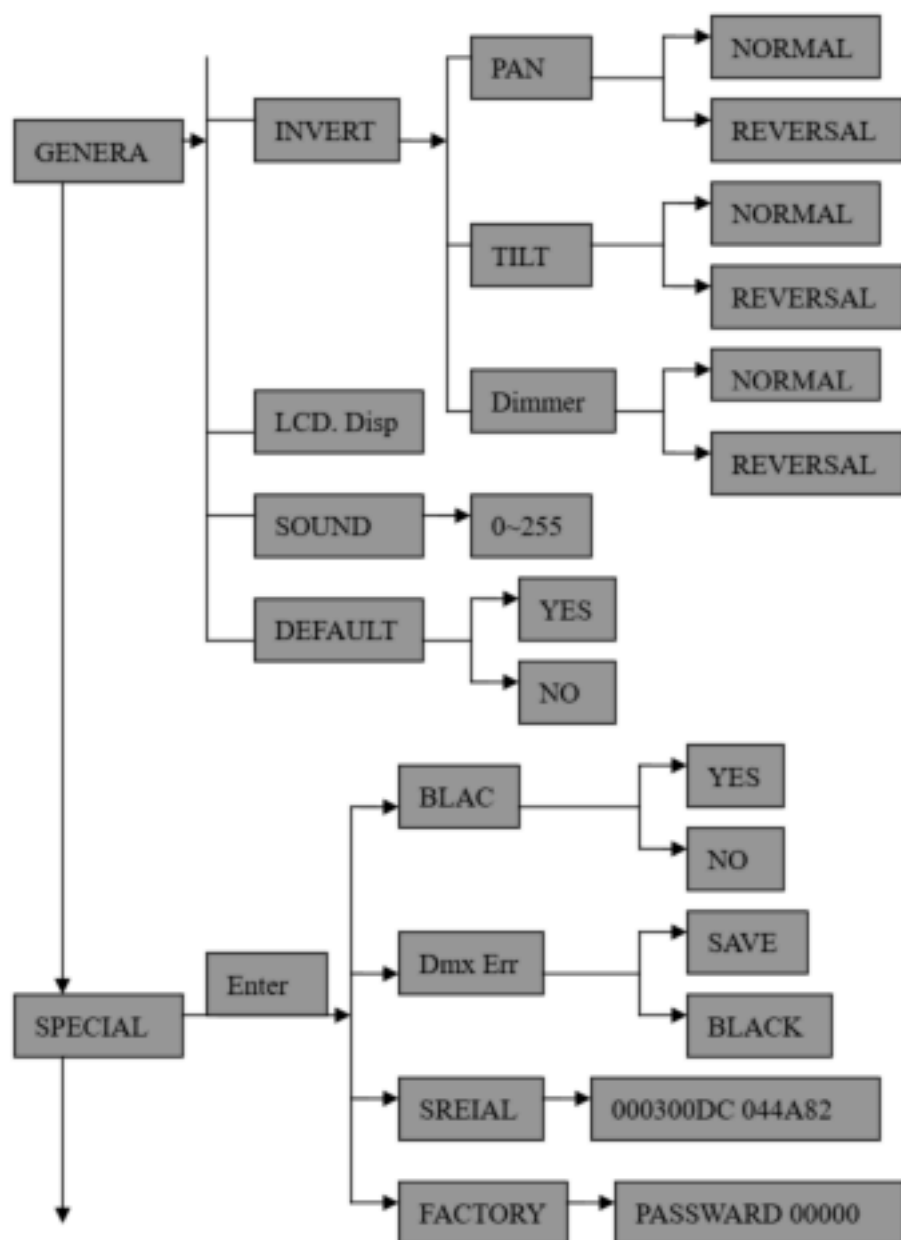 PAN
NORMAL
REVERSAL
GENERA
INVERT
TILT
NORMAL
REVERSAL
Dimmer
NORMAL
REVERSAL
LCD. Disp
SOUND
0~255
DEFAULT
YES
NO
BLAC
YES
NO
Dmx Err
SAVE
BLACK
Enter
SPECIAL
SREIAL
000300DC 044A82
FACTORY
PASSWARD 00000